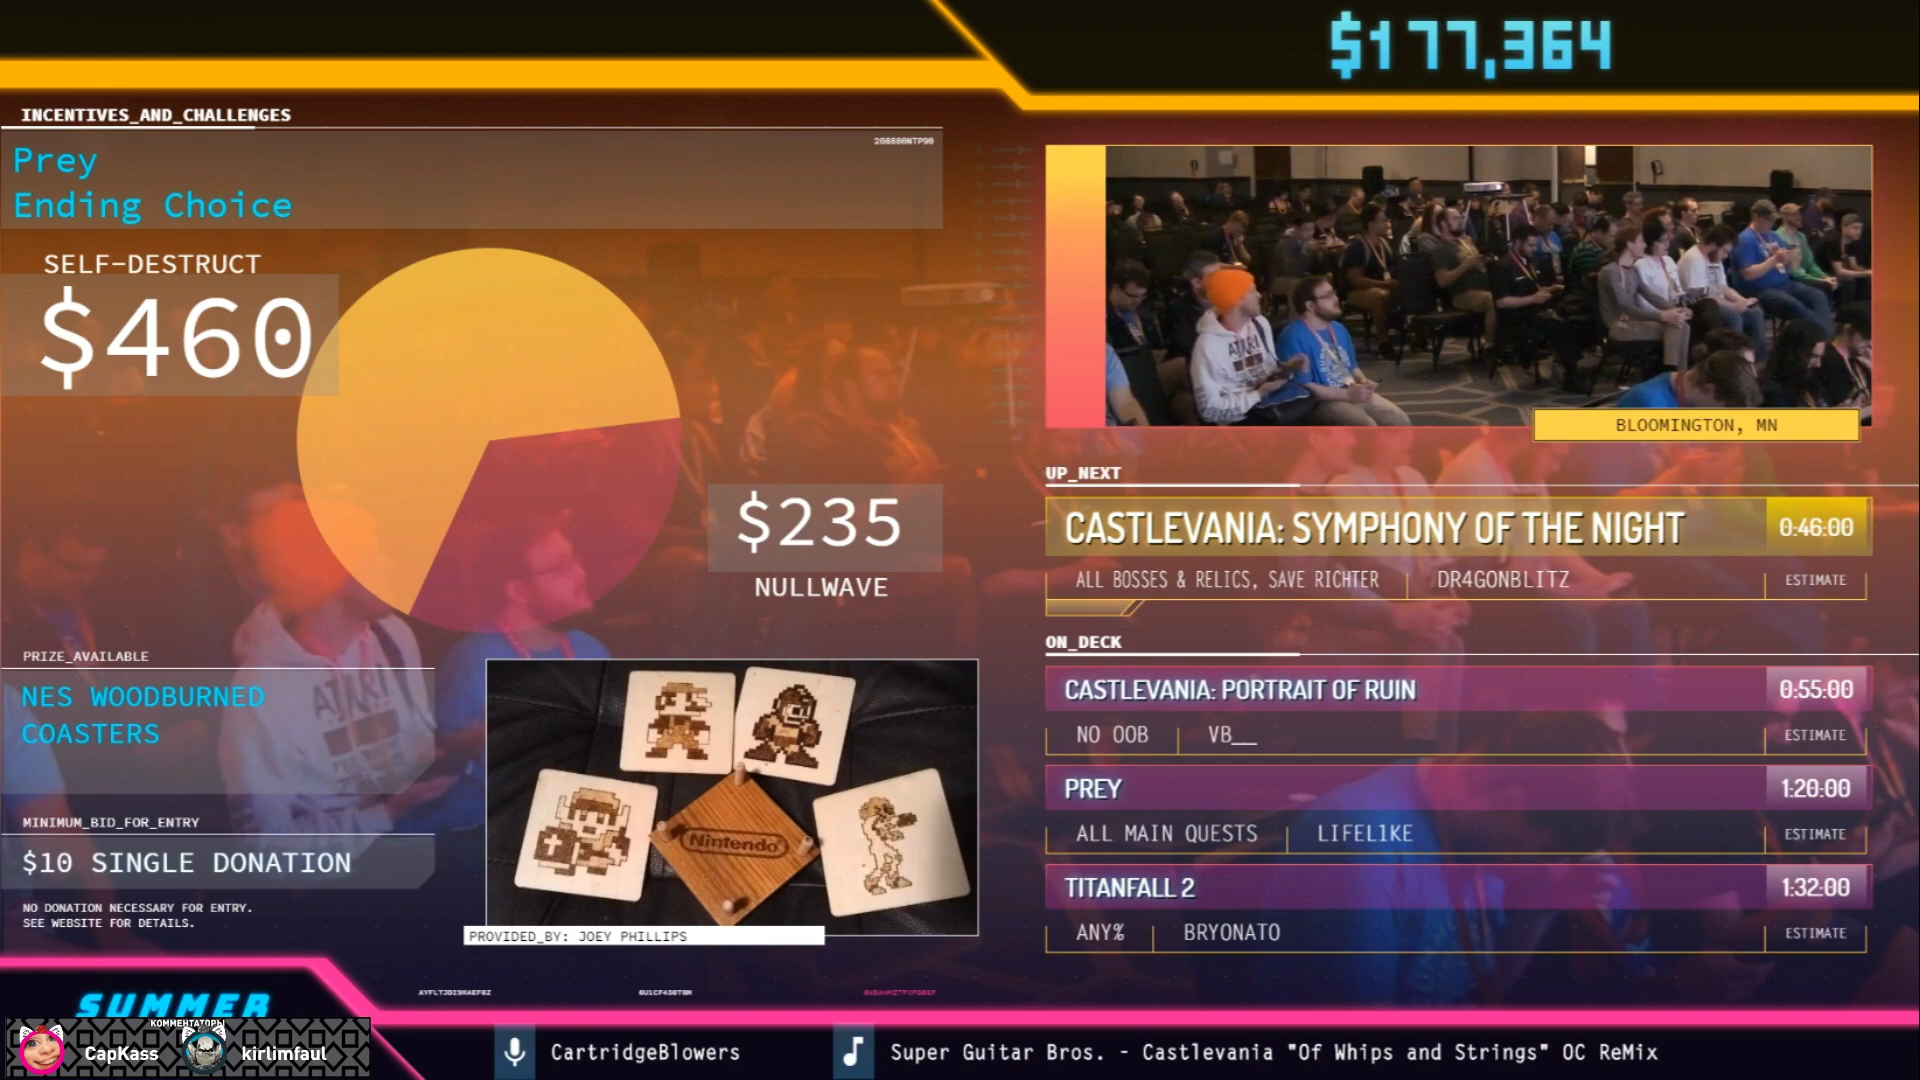 $177,364
INCENTIVES_AND_CHALLENGES
Prey
Ending Choice
SELF-DESTRUCT
$460
$235
NULLWAVE
PRIZE_AVAILABLE
NES WOODBURNED
COASTERS
MINIMUM_BID_FOR_ENTRY
$10 SINGLE DONATION
NO DONATION NECESSARY FOR ENTRY.
SEE WEBSITE FOR DETAILS.
Nintendo
PROVIDED_BY: JOEY PHILLIPS
ATARI
BLOOMINGTON, MN
UP_NEXT
CASTLEVANIA: SYMPHONY OF THE NIGHT
0:46:00
ALL BOSSES & RELICS, SAVE RICHTER
DR4GONBLITZ
ESTIMATE
ON_DECK
CASTLEVANIA: PORTRAIT OF RUIN
0:55:00
NO OOB
VB__
ESTIMATE
PREY
1:20:00
ALL MAIN QUESTS
LIFEL1KE
ESTIMATE
TITANFALL 2
1:32:00
ANY%
BRYONATO
ESTIMATE
SUMMER
КОММЕНТАТОРЫ
CapKass
kirlimfaul
CartridgeBlowers
Super Guitar Bros. - Castlevania "Of Whips and Strings" OC ReMix